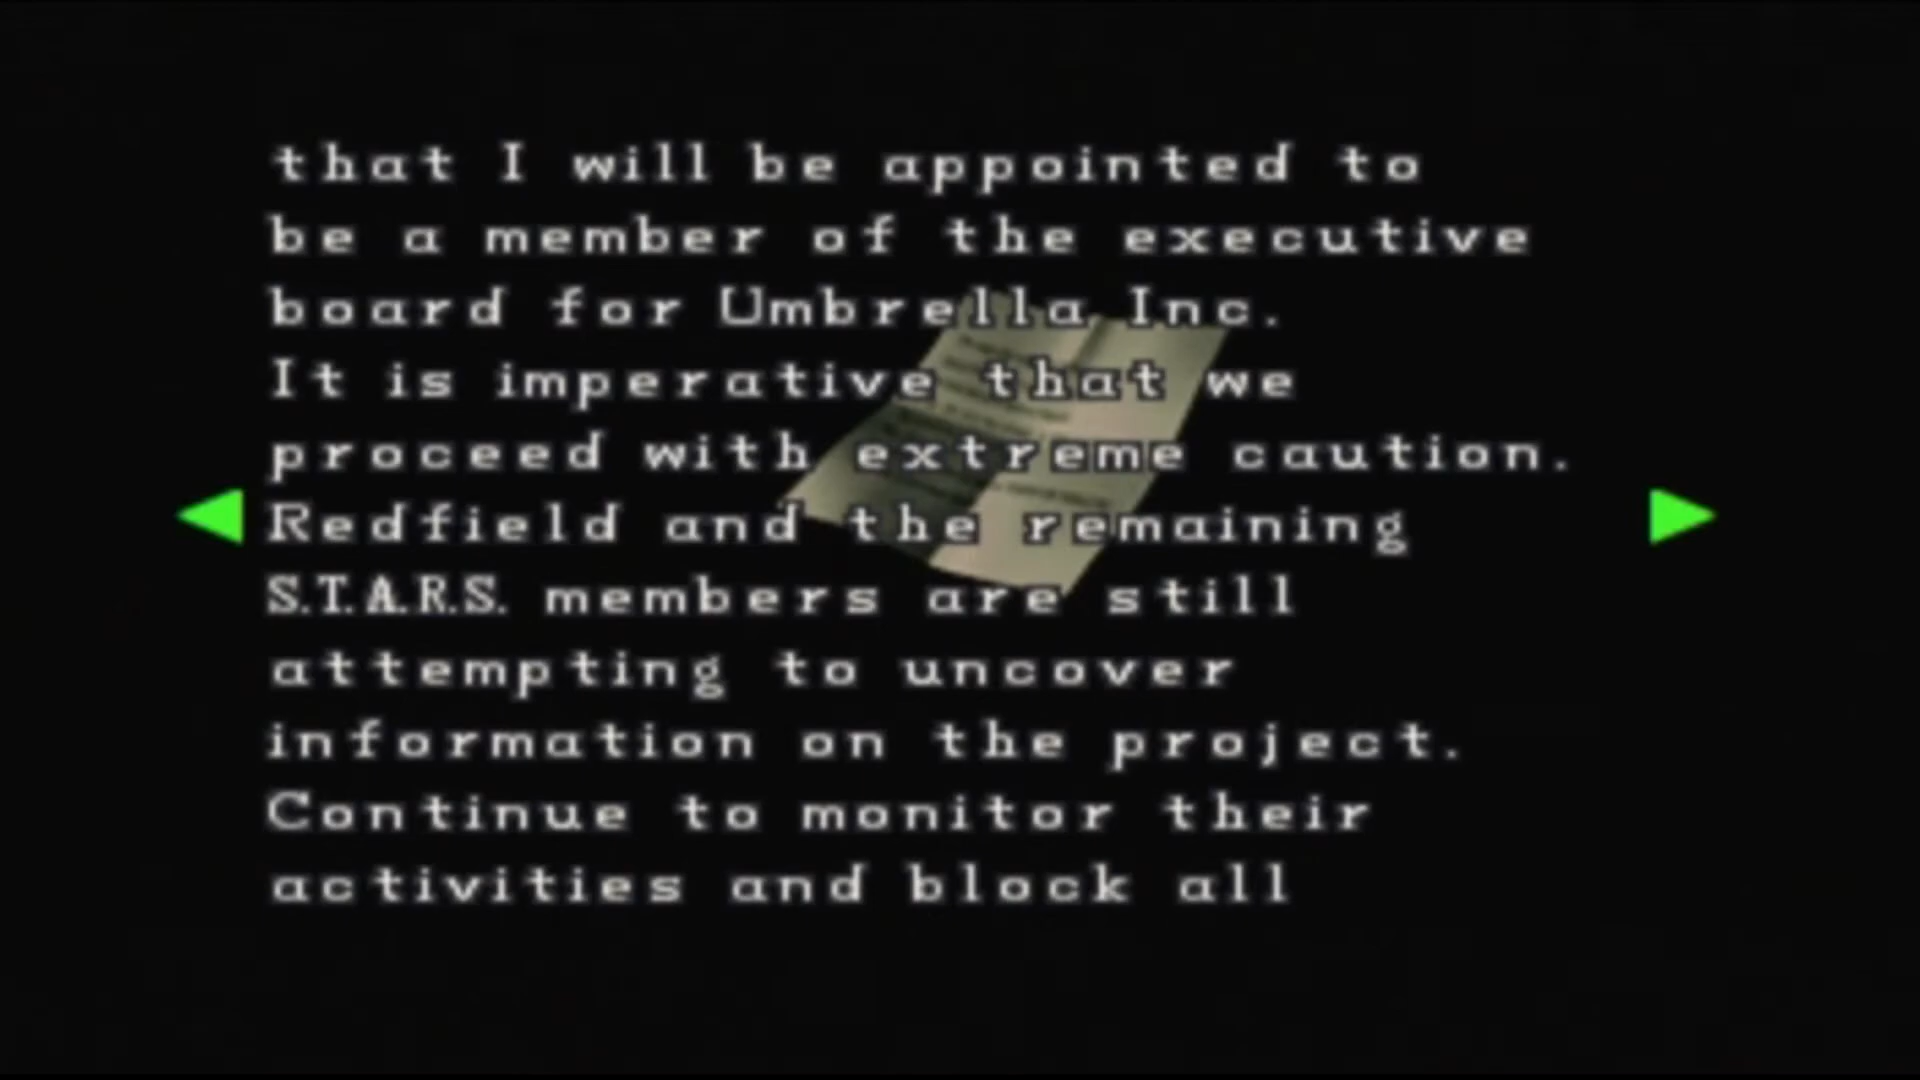 that I will be appointed to
be a member of the executive
board for Umbrella Inc.
It is imperative that we
proceed with extreme caution.
Redfield and the remaining
S.T.A.R.S. members are still
attempting to uncover
information on the project.
Continue to monitor their
activities and block all